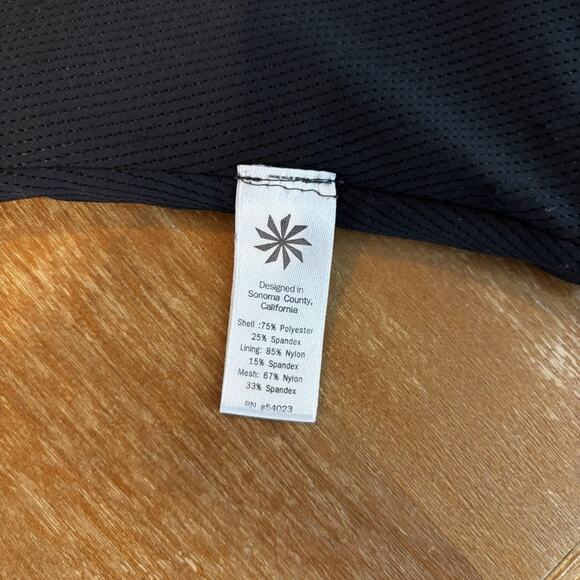 Designed in
Sonoma County,
California
Shell :75% Polyester
25% Spandex
Lining: 85% Nylon
15% Spandex
Mesh: 67% Nylon
33% Spandex
RN #54023